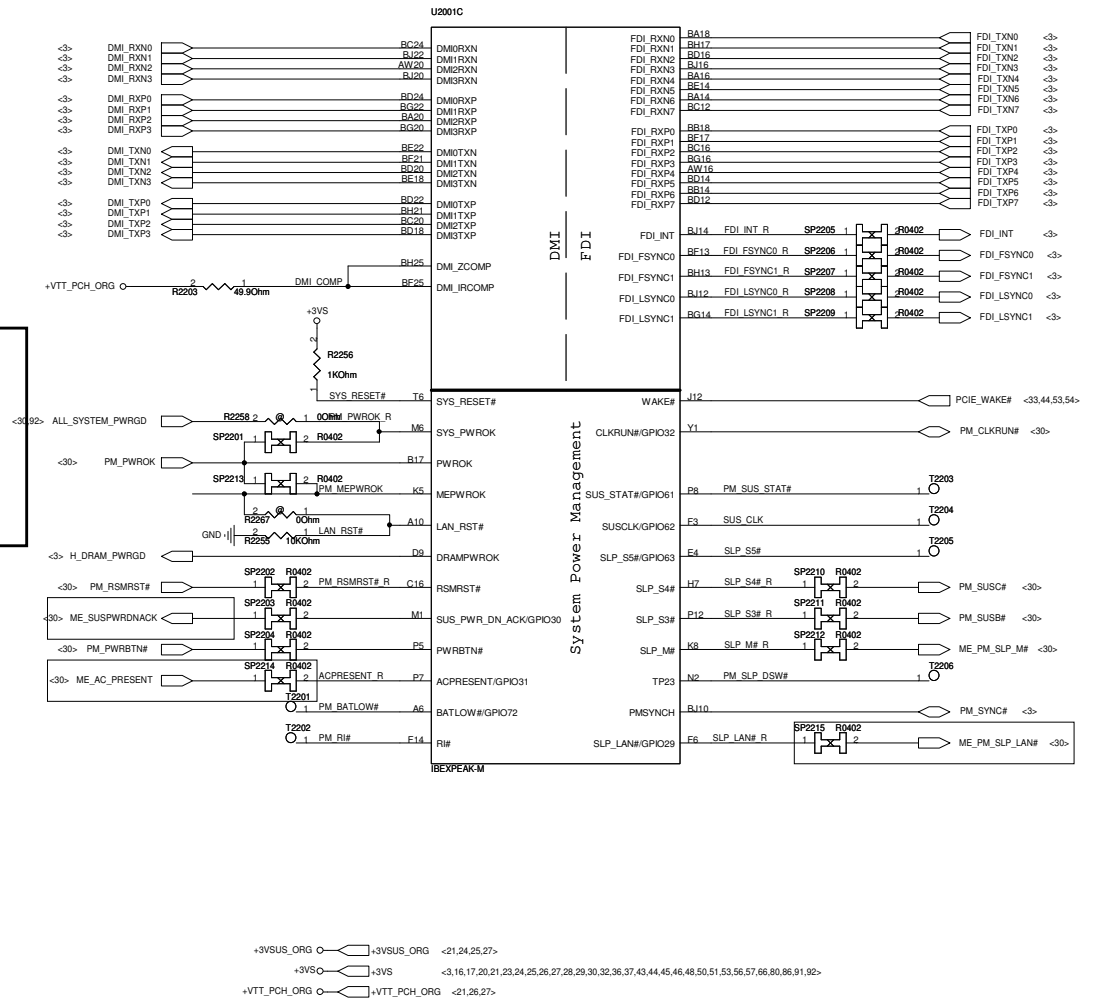 U2001C
<3> DMI_RXN0 BC24 DMI0RXN
<3> DMI_RXN1 BJ22 DMI1RXN
<3> DMI_RXN2 AW20 DMI2RXN
<3> DMI_RXN3 BJ20 DMI3RXN
<3> DMI_RXP0 BD24 DMI0RXP
<3> DMI_RXP1 BG22 DMI1RXP
<3> DMI_RXP2 BA20 DMI2RXP
<3> DMI_RXP3 BG20 DMI3RXP
<3> DMI_TXN0 BE22 DMI0TXN
<3> DMI_TXN1 BF21 DMI1TXN
<3> DMI_TXN2 BD20 DMI2TXN
<3> DMI_TXN3 BE18 DMI3TXN
<3> DMI_TXP0 BD22 DMI0TXP
<3> DMI_TXP1 BH21 DMI1TXP
<3> DMI_TXP2 BC20 DMI2TXP
<3> DMI_TXP3 BD18 DMI3TXP
BH25 DMI_ZCOMP
+VTT_PCH_ORG 2 1 DMI_COMP BF25 DMI_IRCOMP
R2203 49.9Ohm
DMI
FDI
FDI_RXN0 BA18 FDI_TXN0 <3>
FDI_RXN1 BH17 FDI_TXN1 <3>
FDI_RXN2 BD16 FDI_TXN2 <3>
FDI_RXN3 BJ16 FDI_TXN3 <3>
FDI_RXN4 BA16 FDI_TXN4 <3>
FDI_RXN5 BE14 FDI_TXN5 <3>
FDI_RXN6 BA14 FDI_TXN6 <3>
FDI_RXN7 BC12 FDI_TXN7 <3>
FDI_RXP0 BB18 FDI_TXP0 <3>
FDI_RXP1 BF17 FDI_TXP1 <3>
FDI_RXP2 BC16 FDI_TXP2 <3>
FDI_RXP3 BG16 FDI_TXP3 <3>
FDI_RXP4 AW16 FDI_TXP4 <3>
FDI_RXP5 BD14 FDI_TXP5 <3>
FDI_RXP6 BB14 FDI_TXP6 <3>
FDI_RXP7 BD12 FDI_TXP7 <3>
FDI_INT BJ14 FDI_INT_R SP2205 1 2 R0402 FDI_INT <3>
FDI_FSYNC0 BF13 FDI_FSYNC0_R SP2206 1 2 R0402 FDI_FSYNC0 <3>
FDI_FSYNC1 BH13 FDI_FSYNC1_R SP2207 1 2 R0402 FDI_FSYNC1 <3>
FDI_LSYNC0 BJ12 FDI_LSYNC0_R SP2208 1 2 R0402 FDI_LSYNC0 <3>
FDI_LSYNC1 BG14 FDI_LSYNC1_R SP2209 1 2 R0402 FDI_LSYNC1 <3>
+3VS
2
R2256
1KOhm
1
SYS_RESET# T6 SYS_RESET#
<30,92> ALL_SYSTEM_PWRGD R2258 2 @ 1 0Ohm PM_PWROK_R
M6 SYS_PWROK
SP2201 1 2 R0402
<30> PM_PWROK B17 PWROK
SP2213 1 2 R0402
PM_MEPWROK K5 MEPWROK
2 @ 1
R2267 0Ohm
A10 LAN_RST#
GND 2 1 LAN_RST#
R2255 10KOhm
<3> H_DRAM_PWRGD D9 DRAMPWROK
SP2202 R0402
<30> PM_RSMRST# 1 2 PM_RSMRST#_R C16 RSMRST#
SP2203 R0402
<30> ME_SUSPWRDNACK 1 2 M1 SUS_PWR_DN_ACK/GPIO30
SP2204 R0402
<30> PM_PWRBTN# 1 2 P5 PWRBTN#
SP2214 R0402
<30> ME_AC_PRESENT 1 2 ACPRESENT_R P7 ACPRESENT/GPIO31
T2201
1 PM_BATLOW# A6 BATLOW#/GPIO72
T2202
1 PM_RI# F14 RI#
System Power Management
WAKE# J12 PCIE_WAKE# <33,44,53,54>
CLKRUN#/GPIO32 Y1 PM_CLKRUN# <30>
SUS_STAT#/GPIO61 P8 PM_SUS_STAT# 1 T2203
SUSCLK/GPIO62 F3 SUS_CLK 1 T2204
SLP_S5#/GPIO63 E4 SLP_S5# 1 T2205
SP2210 R0402
SLP_S4# H7 SLP_S4#_R 1 2 PM_SUSC# <30>
SP2211 R0402
SLP_S3# P12 SLP_S3#_R 1 2 PM_SUSB# <30>
SP2212 R0402
SLP_M# K8 SLP_M#_R 1 2 ME_PM_SLP_M# <30>
TP23 N2 PM_SLP_DSW# 1 T2206
PMSYNCH BJ10 PM_SYNC# <3>
SP2215 R0402
SLP_LAN#/GPIO29 F6 SLP_LAN#_R 1 2 ME_PM_SLP_LAN# <30>
IBEXPEAK-M
+3VSUS_ORG +3VSUS_ORG <21,24,25,27>
+3VS +3VS <3,16,17,20,21,23,24,25,26,27,28,29,30,32,36,37,43,44,45,46,48,50,51,53,56,57,66,80,86,91,92>
+VTT_PCH_ORG +VTT_PCH_ORG <21,26,27>